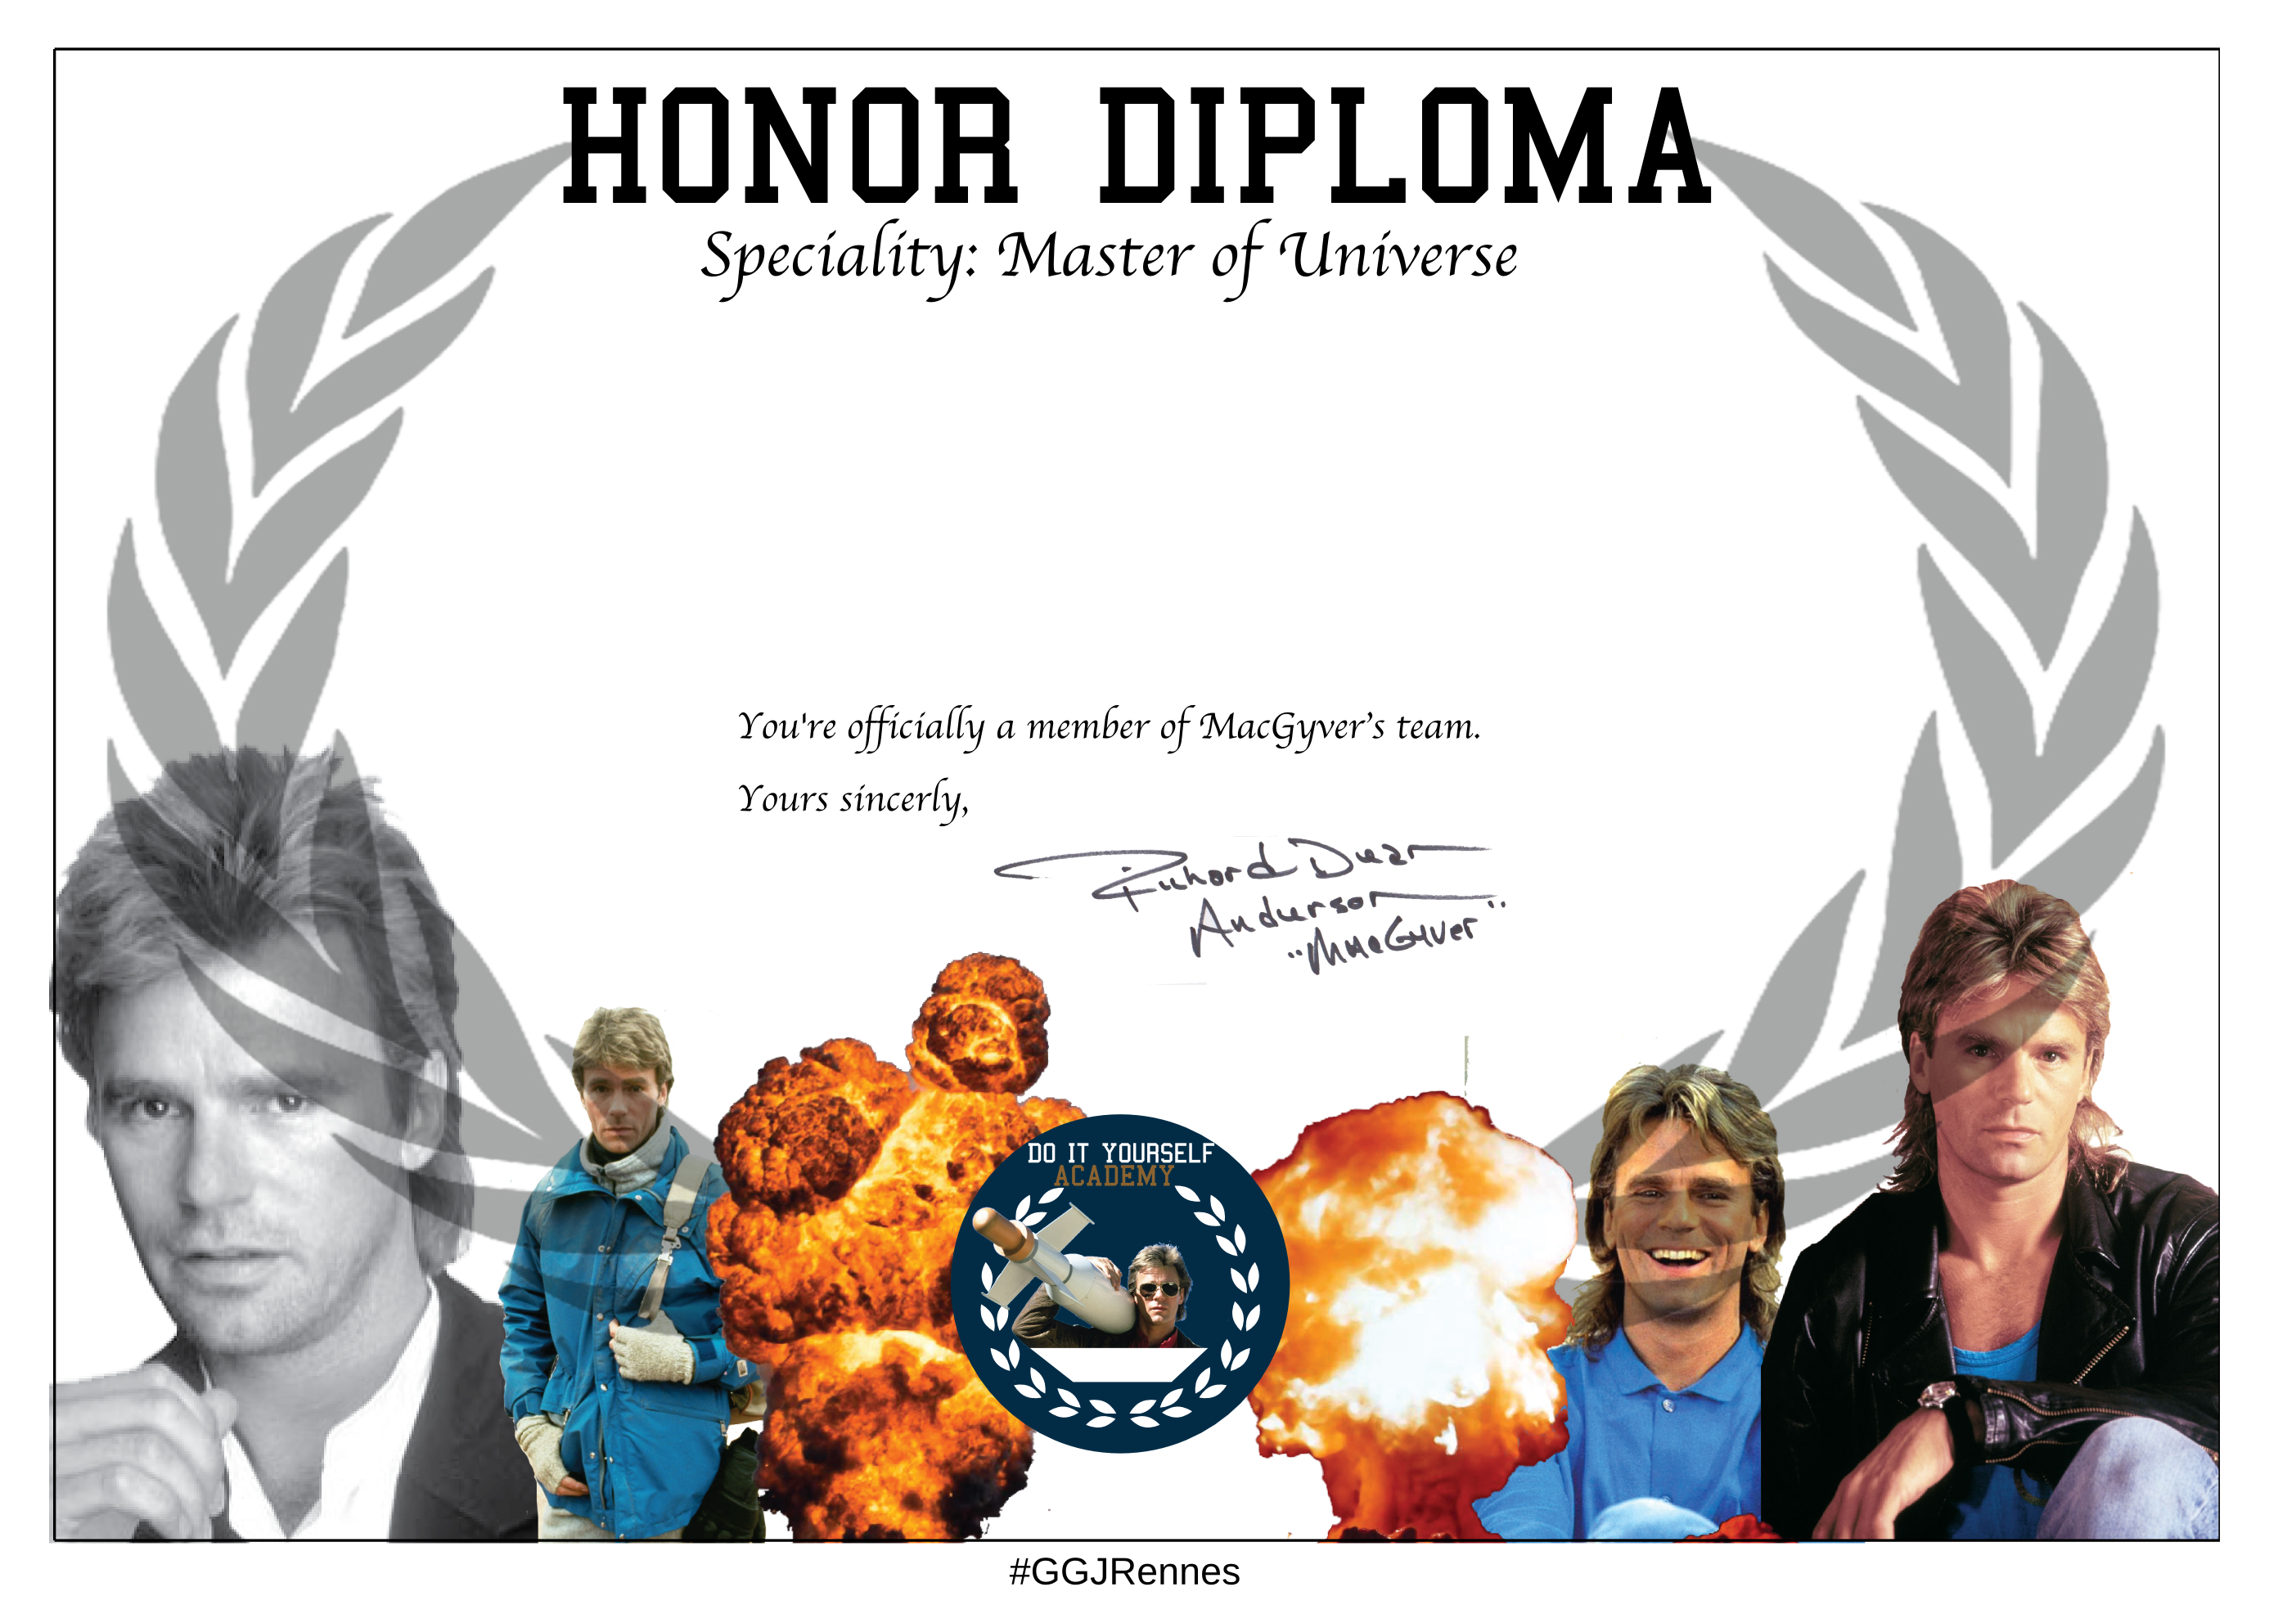 HONOR DIPLOMA
Speciality: Master of Universe
You're officially a member of MacGyver's team.
Yours sincerely,
Richard Dean
Anderson
"MacGyver"
DO IT YOURSELF
ACADEMY
#GGJRennes